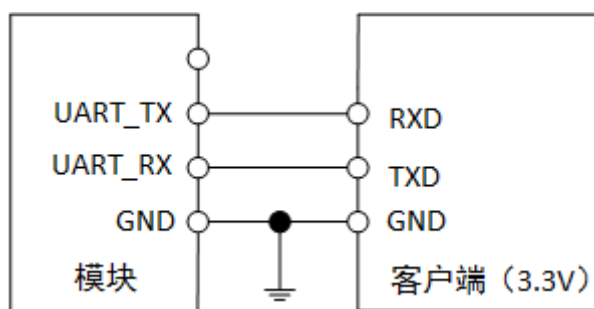 UART_TX
RXD
UART_RX
TXD
GND
GND
模块
客户端（3.3V）